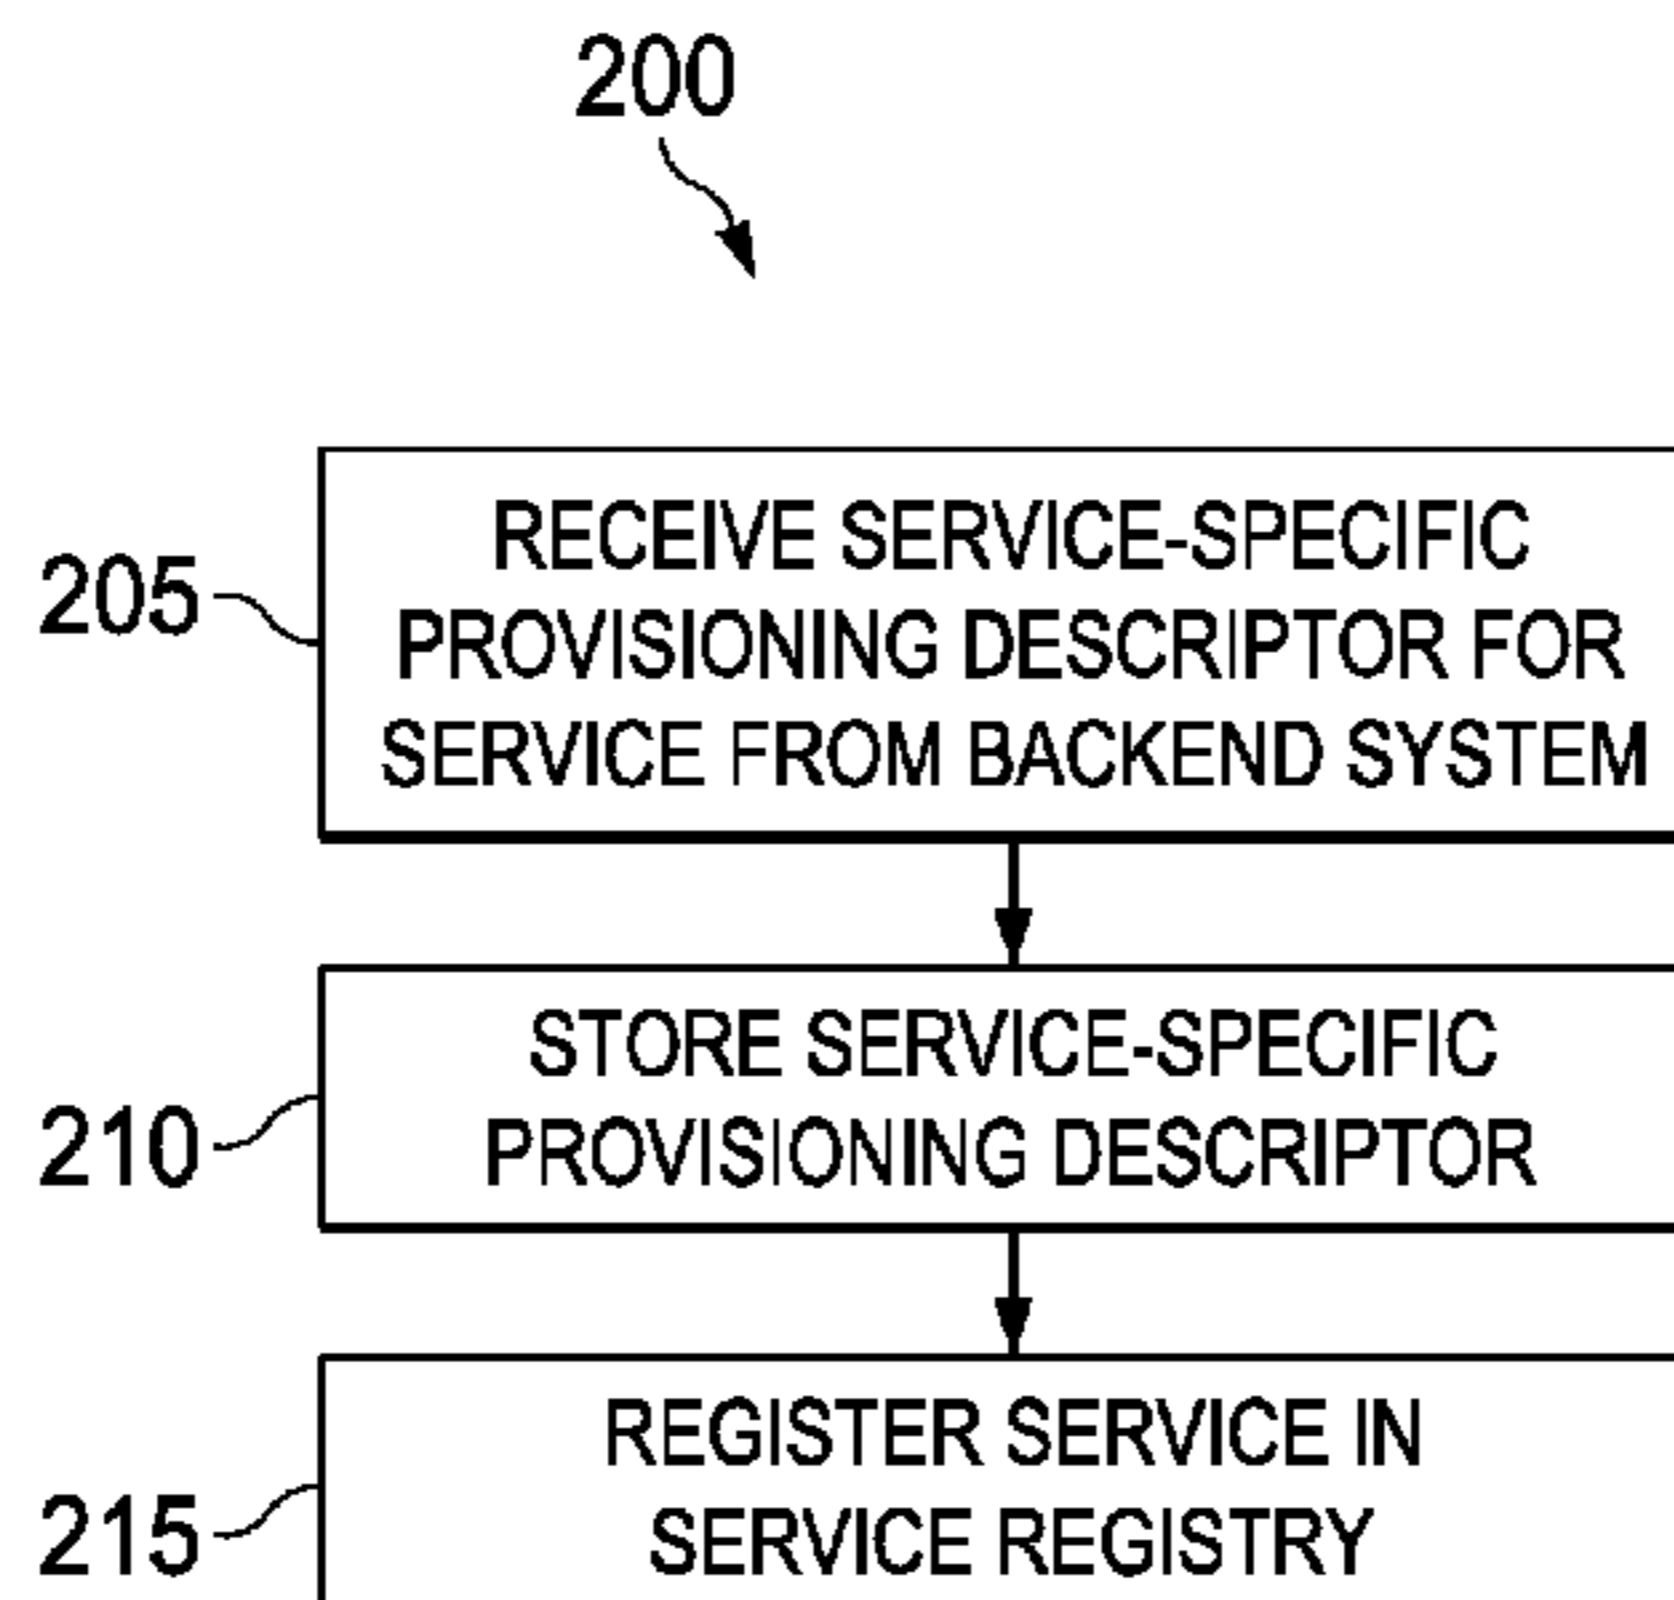 200
205
RECEIVE SERVICE-SPECIFIC
PROVISIONING DESCRIPTOR FOR
SERVICE FROM BACKEND SYSTEM
210
STORE SERVICE-SPECIFIC
PROVISIONING DESCRIPTOR
215
REGISTER SERVICE IN
SERVICE REGISTRY